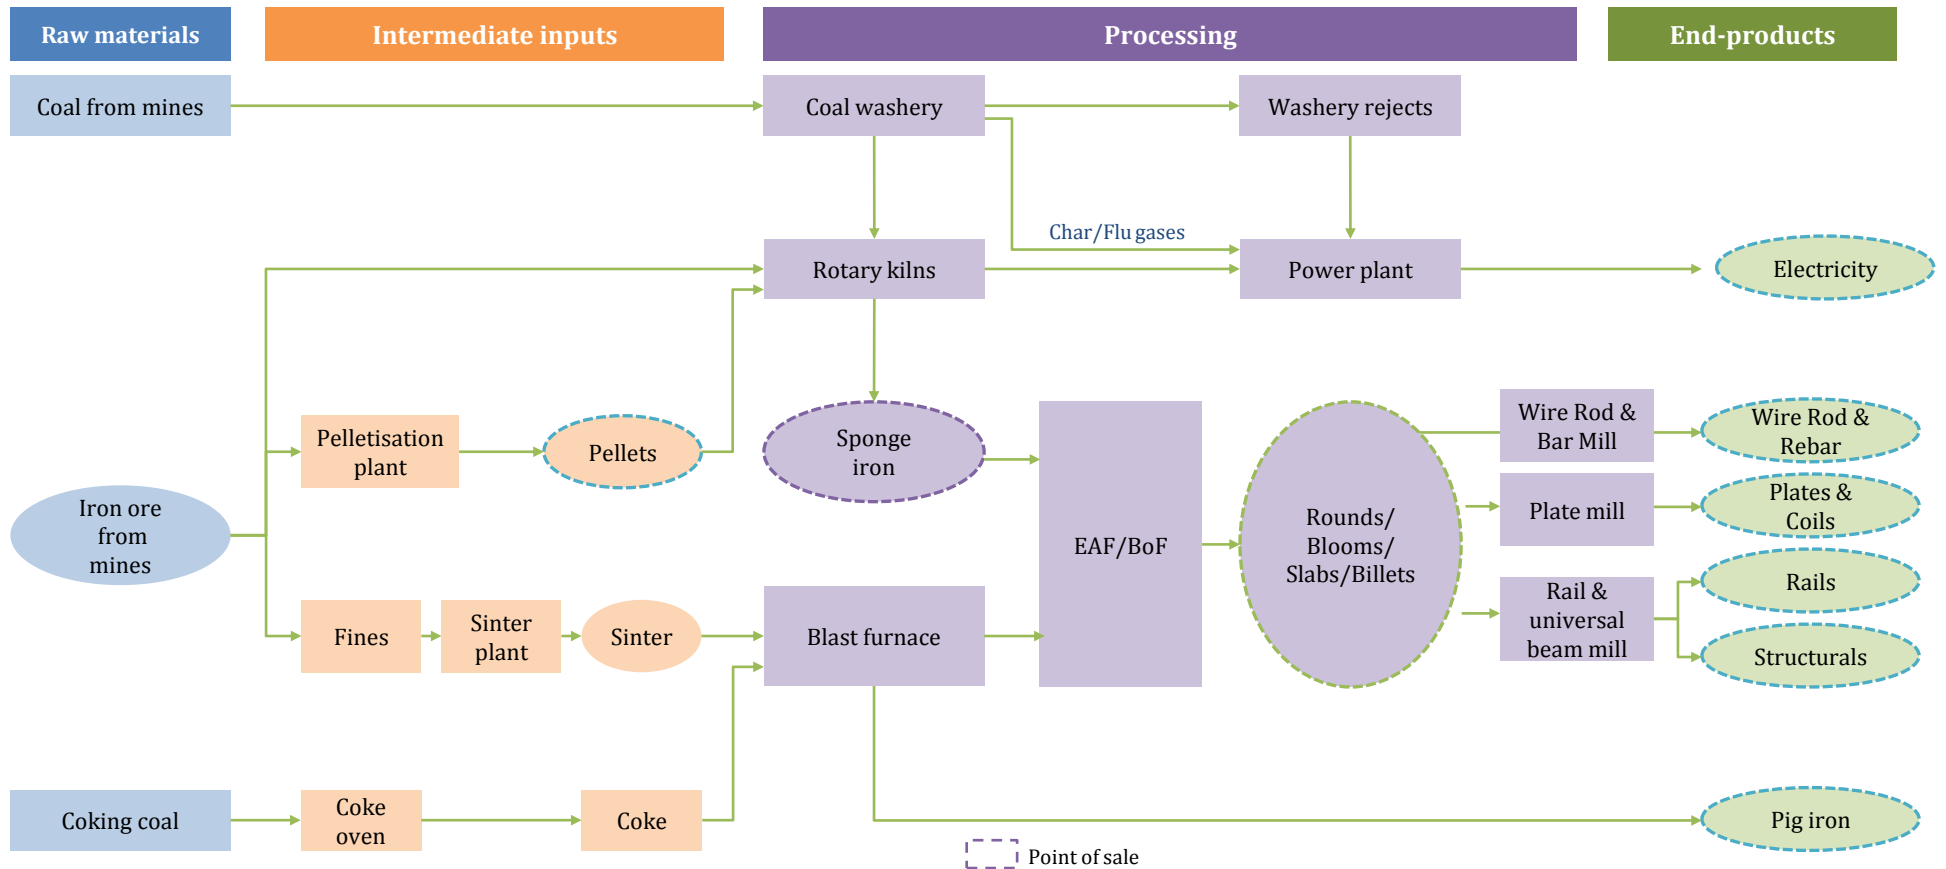 Raw materials
Intermediate inputs
Processing
End-products
Coal from mines
Coal washery
Washery rejects
Char/Flu gases
Rotary kilns
Power plant
Electricity
Pelletisation
plant
Pellets
Sponge
iron
Wire Rod &
Bar Mill
Wire Rod &
Rebar
Iron ore
from
mines
EAF/BoF
Rounds/
Blooms/
Slabs/Billets
Plate mill
Plates &
Coils
Fines
Sinter
plant
Sinter
Blast furnace
Rail &
universal
beam mill
Rails
Structurals
Coking coal
Coke
oven
Coke
Pig iron
Point of sale